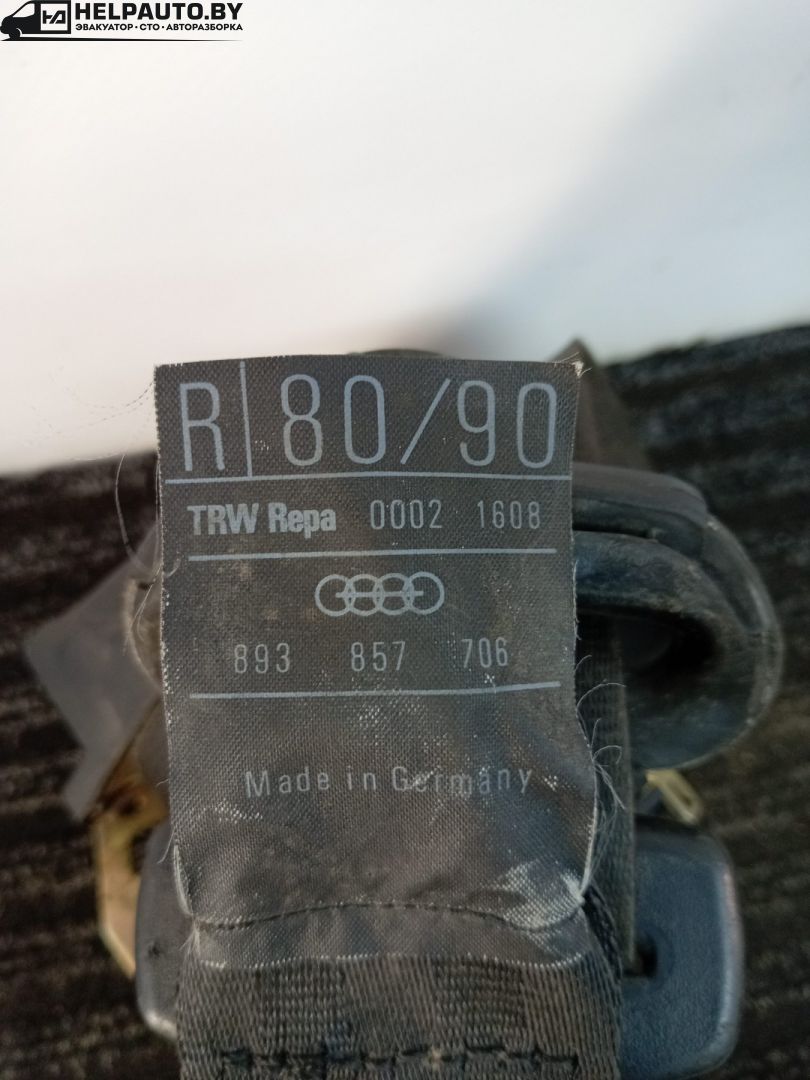 HELPAUTO.BY
ЭВАКУАТОР • СТО • АВТОРАЗБОРКА
R 80/90
TRW Repa 0002 1608
893 857 706
Made in Germany